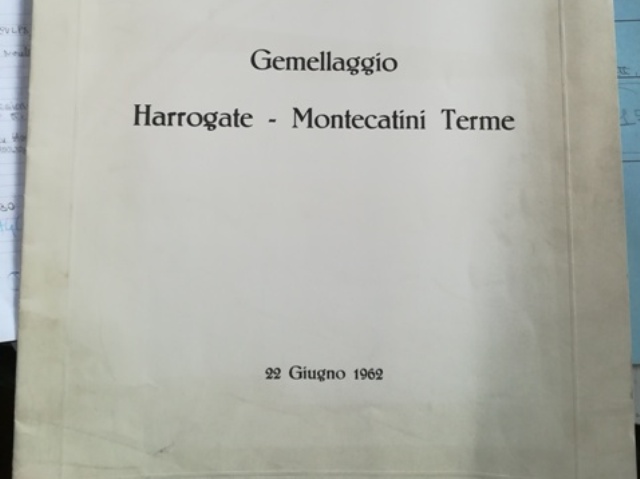 Gemellaggio
Harrogate - Montecatini Terme
22 Giugno 1962